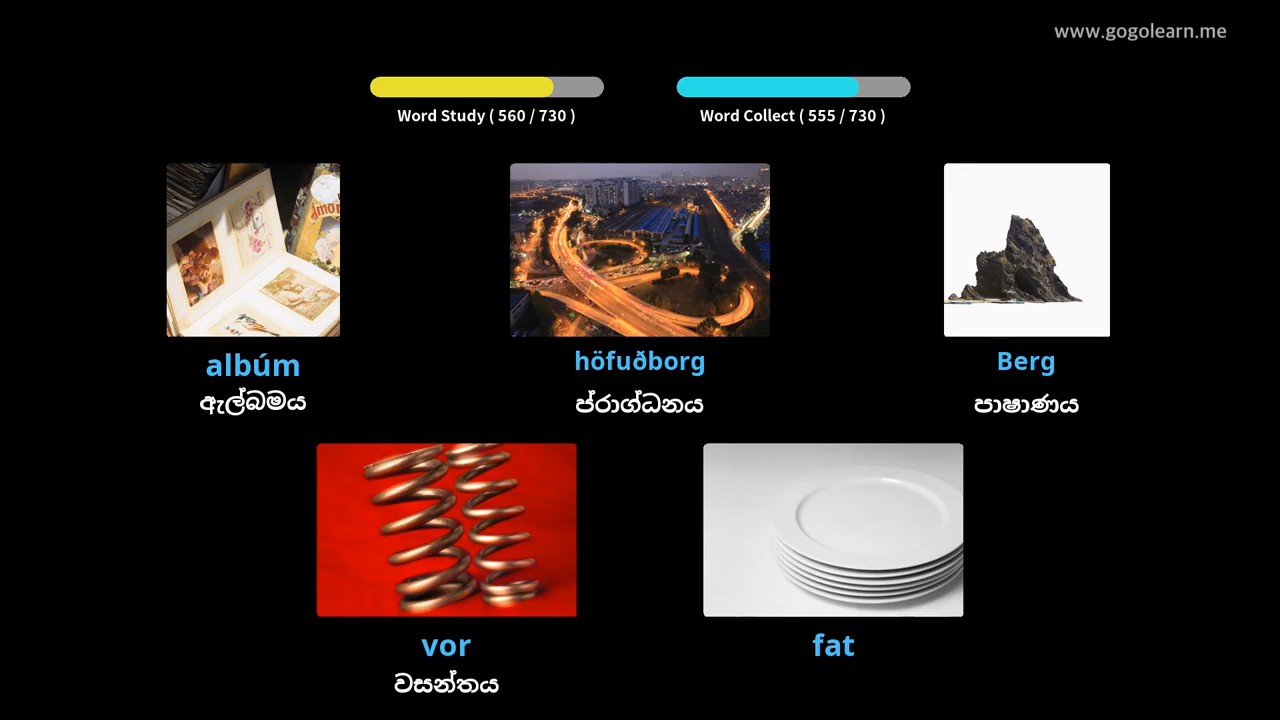 www.gogolearn.me
Word Study ( 560 / 730 )
Word Collect ( 555 / 730 )
albúm
ඇල්බමය
höfuðborg
ප්රාග්ධනය
Berg
පාෂාණය
vor
වසන්තය
fat